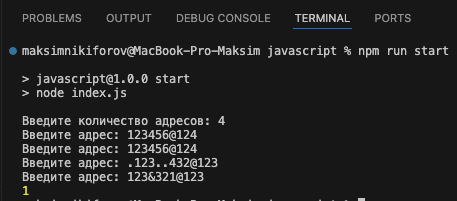 PROBLEMS OUTPUT DEBUG CONSOLE TERMINAL PORTS
maksimnikiforov@MacBook-Pro-Maksim javascript % npm run start
> javascript@1.0.0 start
> node index.js
Введите количество адресов: 4
Введите адрес: 123456@124
Введите адрес: 123456@124
Введите адрес: .123..432@123
Введите адрес: 123&321@123
1